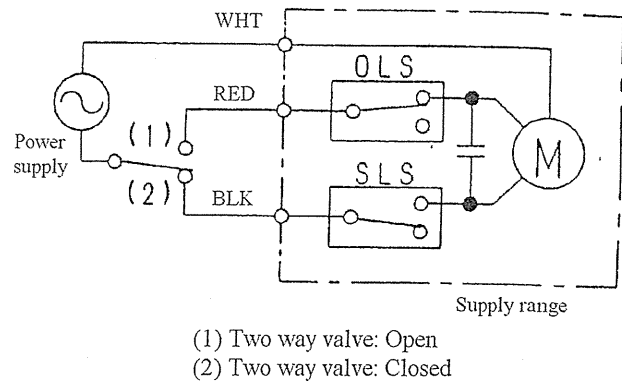 WHT
OLS
RED
(1)
Power
supply
M
(2)
SLS
BLK
Supply range
(1) Two way valve: Open
(2) Two way valve: Closed